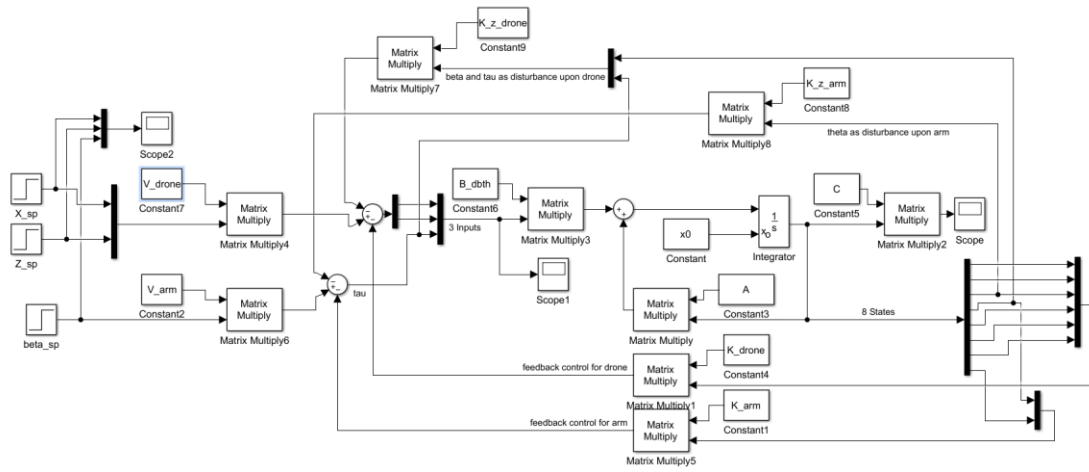 K_z_drone
Matrix
Multiply
Constant9
Matrix Multiply7
beta and tau as disturbance upon drone
K_z_arm
Matrix
Multiply
Constant8
Matrix Multiply8
theta as disturbance upon arm
Scope2
V_drone
Constant7
X_sp
Matrix
Multiply
Matrix Multiply4
Z_sp
B_dbth
Constant6
3 Inputs
Matrix
Multiply
Matrix Multiply3
C
Constant5
Matrix
Multiply
Matrix Multiply2
Scope
x0
Constant
1
s
xo
Integrator
Scope1
tau
V_arm
Constant2
Matrix
Multiply
Matrix Multiply6
beta_sp
A
Constant3
Matrix
Multiply
Matrix Multiply
8 States
K_drone
Constant4
feedback control for drone
Matrix
Multiply
Matrix Multiply1
K_arm
Constant1
feedback control for arm
Matrix
Multiply
Matrix Multiply5